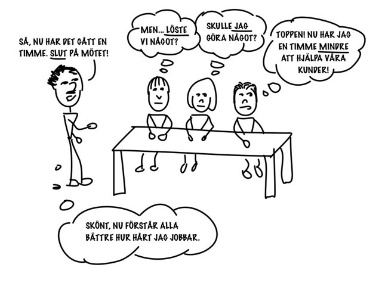 SÅ, NU HAR DET GÅTT EN
TIMME. SLUT PÅ MÖTET!
MEN... LÖSTE
VI NÅGOT?
SKULLE JAG
GÖRA NÅGOT?
TOPPEN! NU HAR JAG
EN TIMME MINDRE
ATT HJÄLPA VÅRA
KUNDER!
SKÖNT, NU FÖRSTÅR ALLA
BÄTTRE HUR HÅRT JAG JOBBAR.